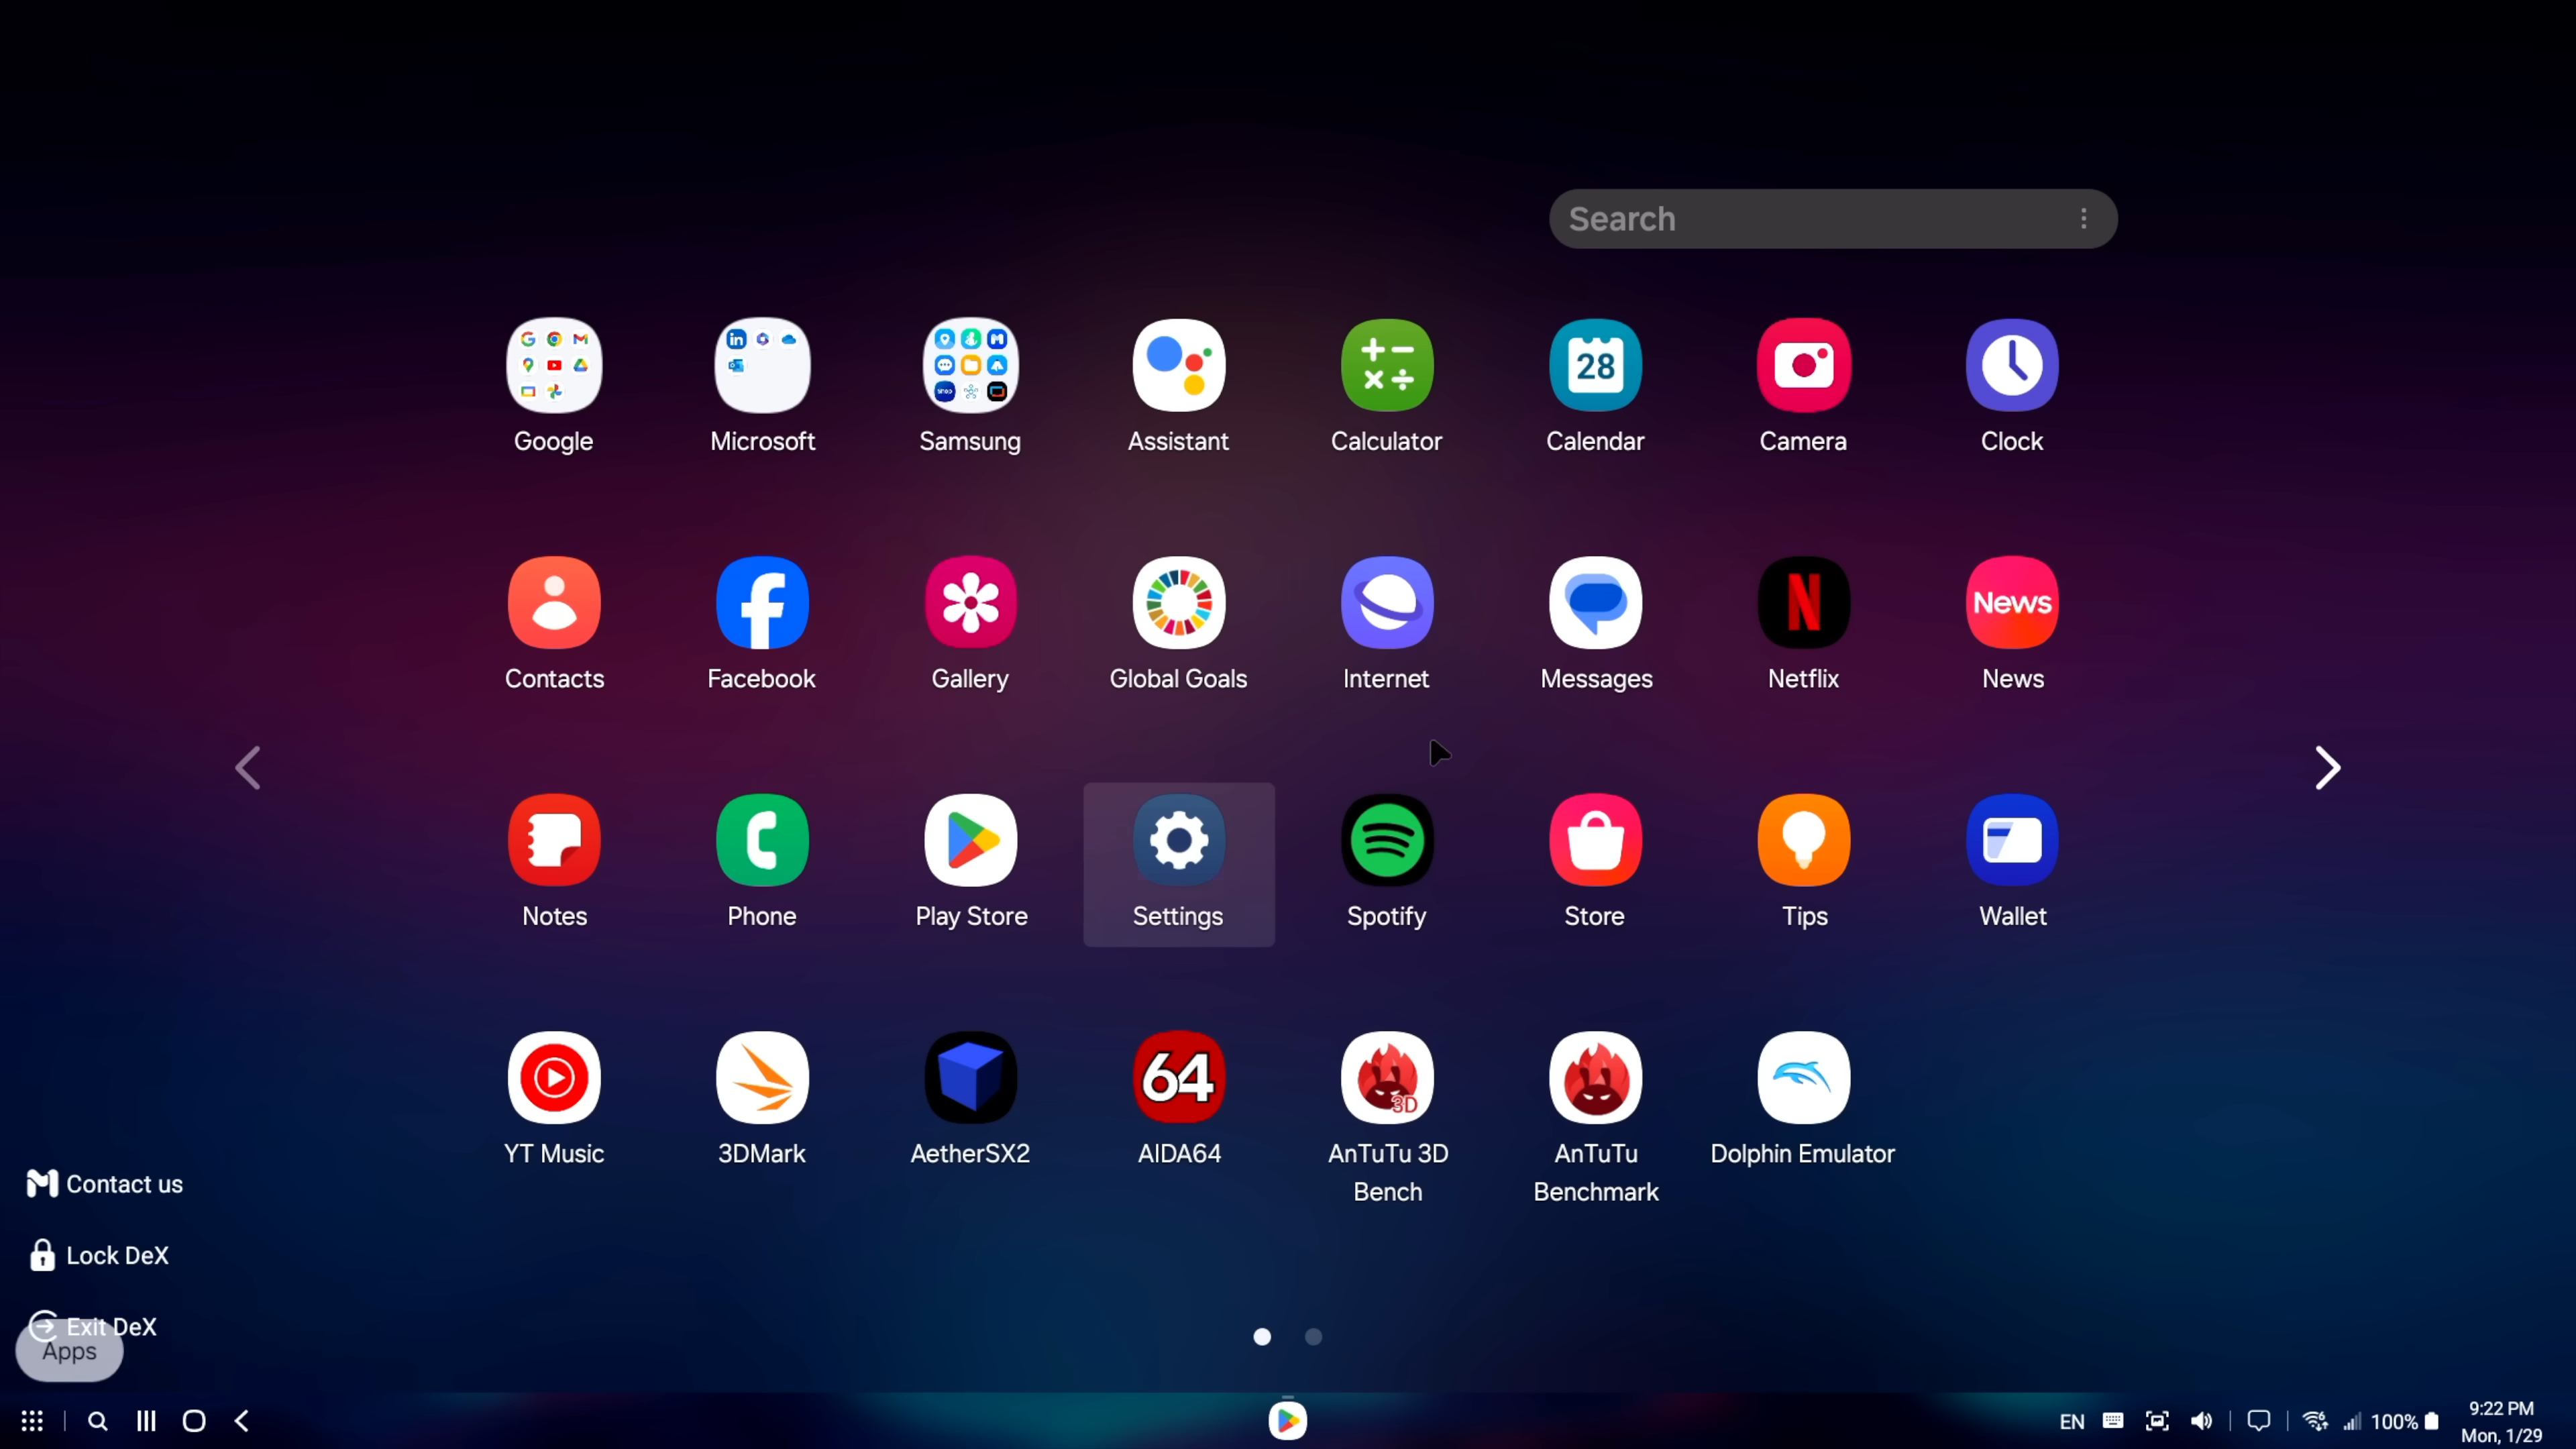 Search
28
Google
Microsoft
Samsung
Assistant
Calculator
Calendar
Camera
Clock
News
Contacts
Facebook
Gallery
Global Goals
Internet
Messages
Netflix
News
Notes
Phone
Play Store
Settings
Spotify
Store
Tips
Wallet
64
3D
YT Music
3DMark
AetherSX2
AIDA64
AnTuTu 3D
Bench
AnTuTu
Benchmark
Dolphin Emulator
Contact us
Lock DeX
Exit DeX
Apps
EN
100%
9:22 PM
Mon, 1/29